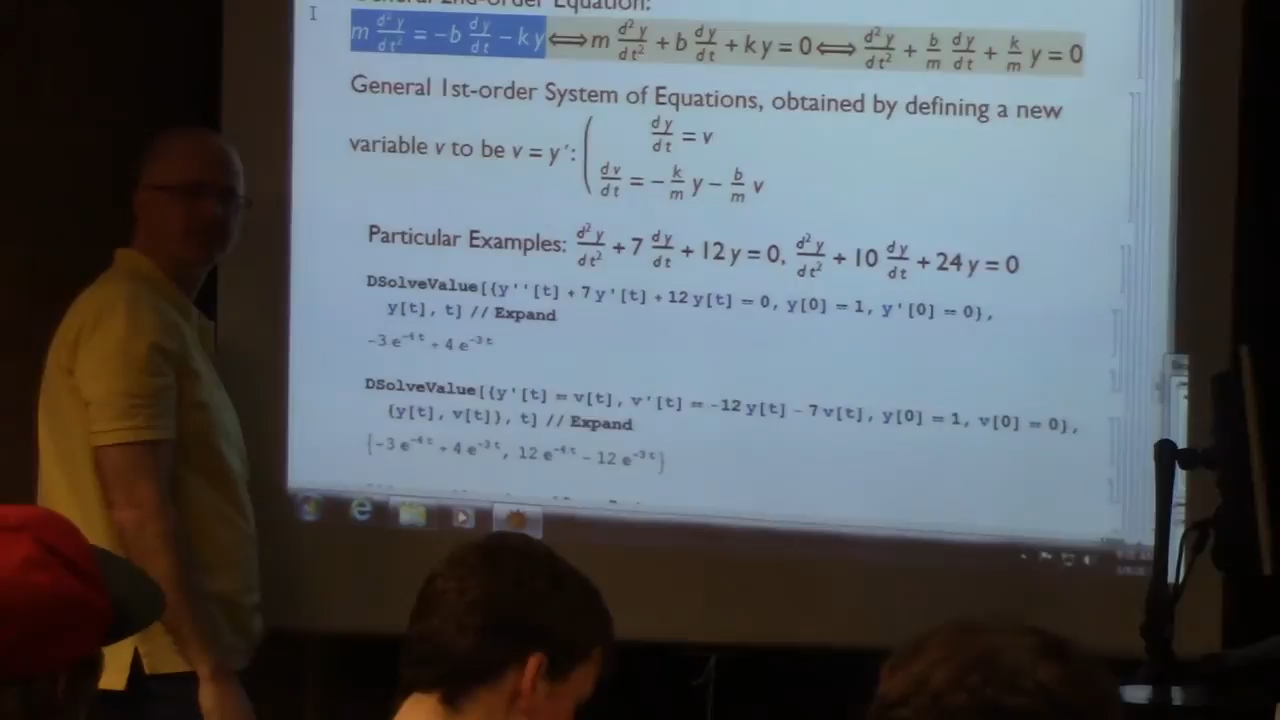 General 2nd-order Equation:
m d²y/dt² = -b dy/dt - k y ⟺ m d²y/dt² + b dy/dt + k y = 0 ⟺ d²y/dt² + b/m dy/dt + k/m y = 0
General 1st-order System of Equations, obtained by defining a new
variable v to be v = y': ( dy/dt = v
dv/dt = - k/m y - b/m v
Particular Examples: d²y/dt² + 7 dy/dt + 12 y = 0, d²y/dt² + 10 dy/dt + 24 y = 0
DSolveValue[{y''[t] + 7 y'[t] + 12 y[t] == 0, y[0] == 1, y'[0] == 0},
y[t], t] // Expand
-3 e^-4t + 4 e^-3t
DSolveValue[{y'[t] == v[t], v'[t] == -12 y[t] - 7 v[t], y[0] == 1, v[0] == 0},
{y[t], v[t]}, t] // Expand
{-3 e^-4t + 4 e^-3t, 12 e^-4t - 12 e^-3t}